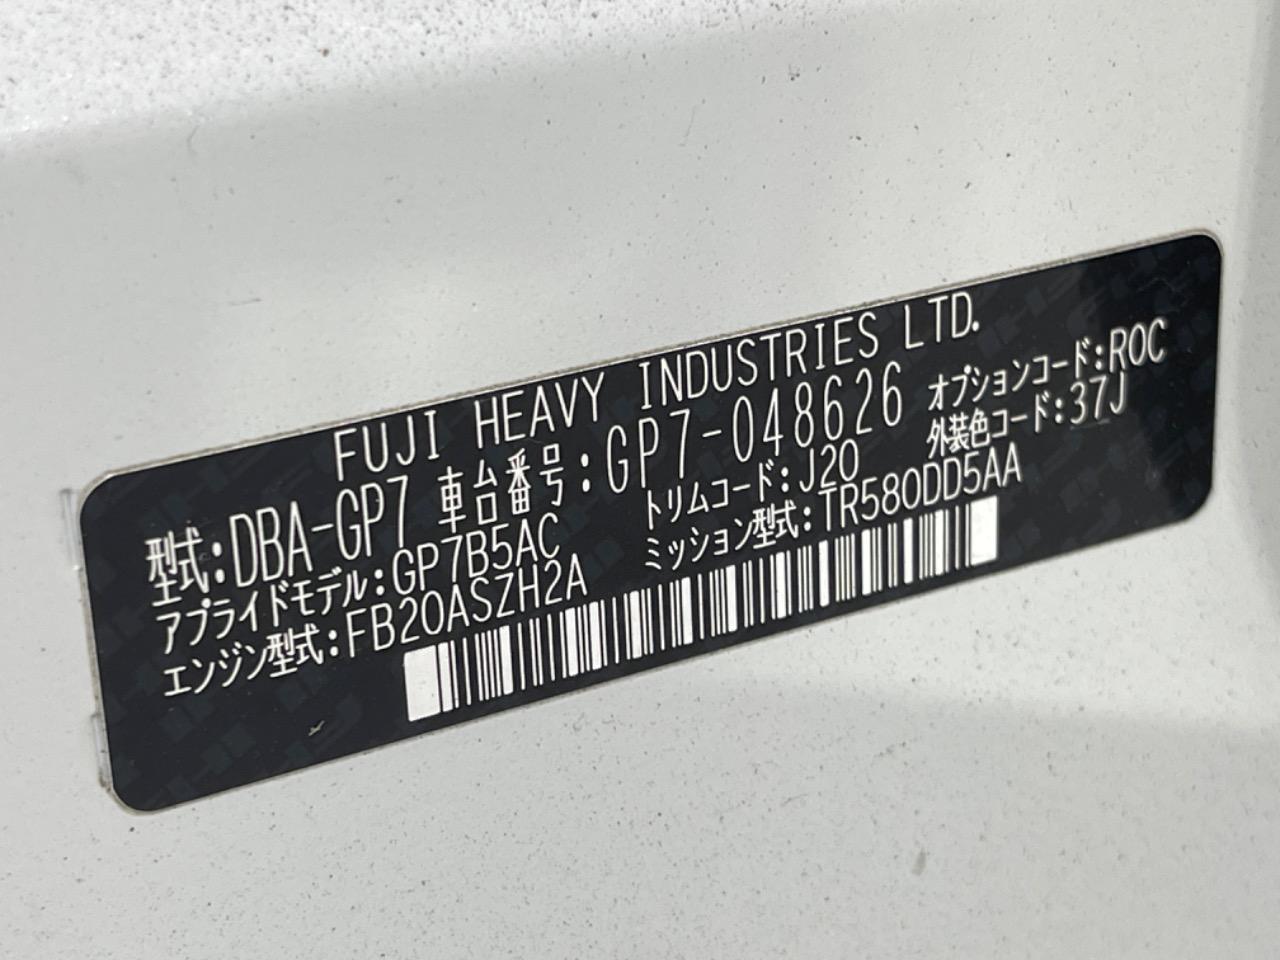 FUJI HEAVY INDUSTRIES LTD.
型式:DBA-GP7 車台番号:GP7-048626 オプションコード:ROC
アプライドモデル:GP7B5AC トリムコード:J20 外装色コード:37J
エンジン型式:FB20ASZH2A ミッション型式:TR580DD5AA